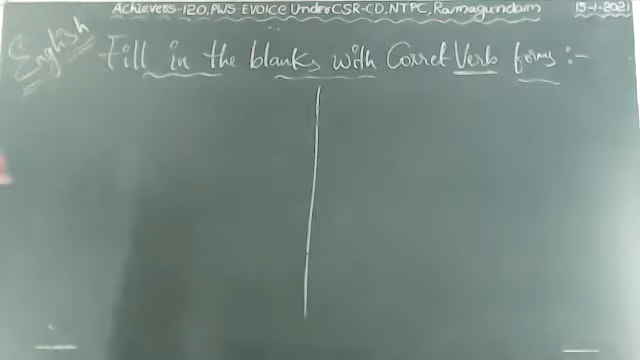 Achievers-120, PWS EVOICE Under CSR-CD, NTPC, Ramagundam 15-1-2021
English Fill in the blanks with Corret Verb forms :-